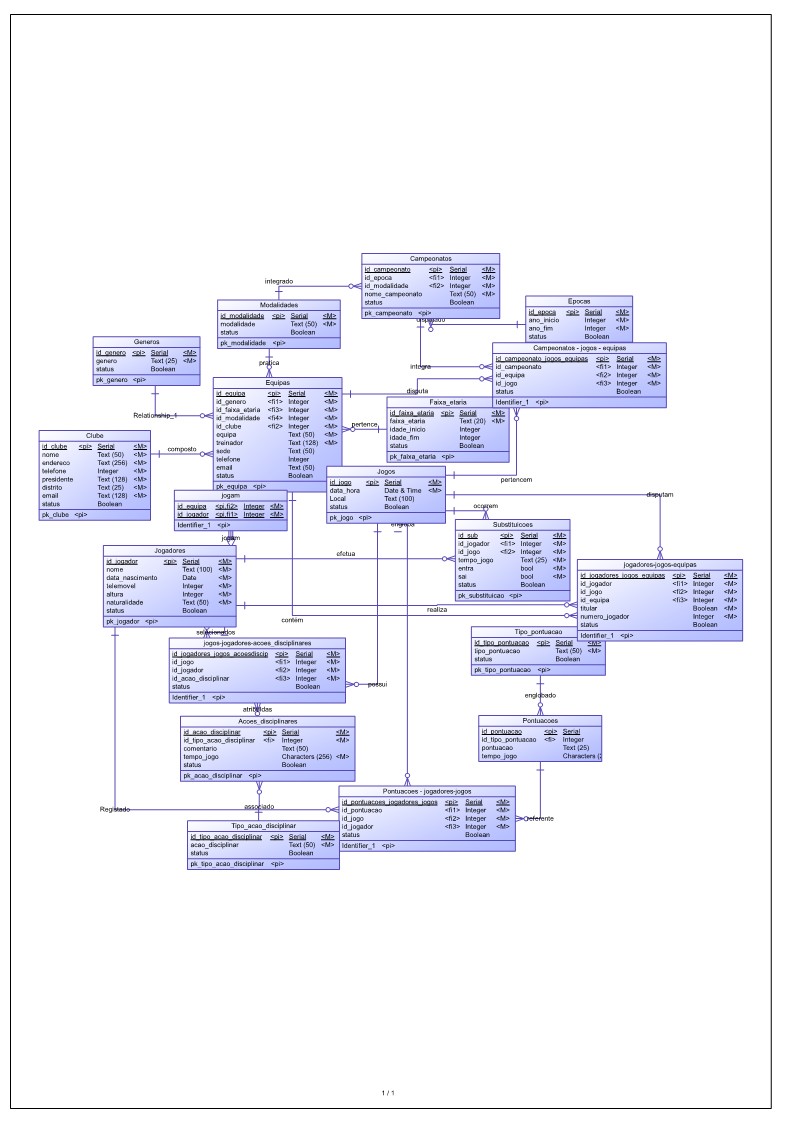 Campeonatos
id_campeonato <pi> Serial <M>
id_epoca <fi1> Integer <M>
id_modalidade <fi2> Integer <M>
nome_campeonato Text (50) <M>
status Boolean
pk_campeonato <pi>
integrado
Modalidades
id_modalidade <pi> Serial <M>
modalidade Text (50) <M>
status Boolean
pk_modalidade <pi>
Epocas
id_epoca <pi> Serial <M>
ano_inicio Integer <M>
ano_fim Integer <M>
status Boolean
Generos
id_genero <pi> Serial <M>
genero Text (25) <M>
status Boolean
pk_genero <pi>
Campeonatos - jogos - equipas
id_campeonato_jogos_equipas <pi> Serial <M>
id_campeonato <fi1> Integer <M>
id_equipa <fi2> Integer <M>
id_jogo <fi3> Integer <M>
status Boolean
Identifier_1 <pi>
pratica
integra
disputa
Relationship_1
Equipas
id_equipa <pi> Serial <M>
id_genero <fi1> Integer <M>
id_faixa_etaria <fi3> Integer <M>
id_modalidade <fi4> Integer <M>
id_clube <fi2> Integer <M>
equipa Text (50) <M>
treinador Text (128) <M>
sede Text (50) <M>
telefone Integer
email Text (50)
status Boolean
pk_equipa <pi>
Faixa_etaria
id_faixa_etaria <pi> Serial <M>
faixa_etaria Text (20) <M>
idade_inicio Integer
idade_fim Integer
status Boolean
pk_faixa_etaria <pi>
pertence
Clube
id_clube <pi> Serial <M>
nome Text (50) <M>
endereco Text (256) <M>
telefone Integer <M>
presidente Text (128) <M>
distrito Text (25) <M>
email Text (128) <M>
status Boolean
pk_clube <pi>
composto
Jogos
id_jogo <pi> Serial <M>
data_hora Date & Time <M>
Local Text (100)
status Boolean
pk_jogo <pi>
pertencem
disputam
ocorrem
jogam
id_equipa <pi,fi2> Integer <M>
id_jogador <pi,fi1> Integer <M>
Identifier_1 <pi>
Substituicoes
id_sub <pi> Serial <M>
id_jogador <fi1> Integer <M>
id_jogo <fi2> Integer <M>
tempo_jogo Text (25) <M>
entra bool <M>
sai bool <M>
status Boolean
pk_substituicao <pi>
Jogadores
id_jogador <pi> Serial <M>
nome Text (100) <M>
data_nascimento Date <M>
telemovel Integer <M>
altura Integer <M>
naturalidade Text (50) <M>
status Boolean
pk_jogador <pi>
efetua
jogadores-jogos-equipas
id_jogadores_jogos_equipas <pi> Serial <M>
id_jogador <fi1> Integer <M>
id_jogo <fi2> Integer <M>
id_equipa <fi3> Integer <M>
titular Boolean <M>
numero_jogador Integer <M>
status Boolean
Identifier_1 <pi>
realiza
contém
selecionados
jogos-jogadores-acoes_disciplinares
id_jogadores_jogos_acoesdiscip <pi> Serial <M>
id_jogo <fi1> Integer <M>
id_jogador <fi2> Integer <M>
id_acao_disciplinar <fi3> Integer <M>
status Boolean
Identifier_1 <pi>
possui
Tipo_pontuacao
id_tipo_pontuacao <pi> Serial <M>
tipo_pontuacao Text (50) <M>
status Boolean
pk_tipo_pontuacao <pi>
englobado
atribuidas
Acoes_disciplinares
id_acao_disciplinar <pi> Serial <M>
id_tipo_acao_disciplinar <fi> Integer <M>
comentario Text (50)
tempo_jogo Characters (256) <M>
status Boolean
pk_acao_disciplinar <pi>
Pontuacoes
id_pontuacao <pi> Serial
id_tipo_pontuacao <fi> Integer
pontuacao Text (25)
tempo_jogo Characters (2
Registado
associado
Pontuacoes - jogadores-jogos
id_pontuacoes_jogadores_jogos <pi> Serial <M>
id_pontuacao <fi1> Integer <M>
id_jogo <fi2> Integer <M>
id_jogador <fi3> Integer <M>
status Boolean
Identifier_1 <pi>
referente
Tipo_acao_disciplinar
id_tipo_acao_disciplinar <pi> Serial <M>
acao_disciplinar Text (50) <M>
status Boolean
pk_tipo_acao_disciplinar <pi>
1 / 1